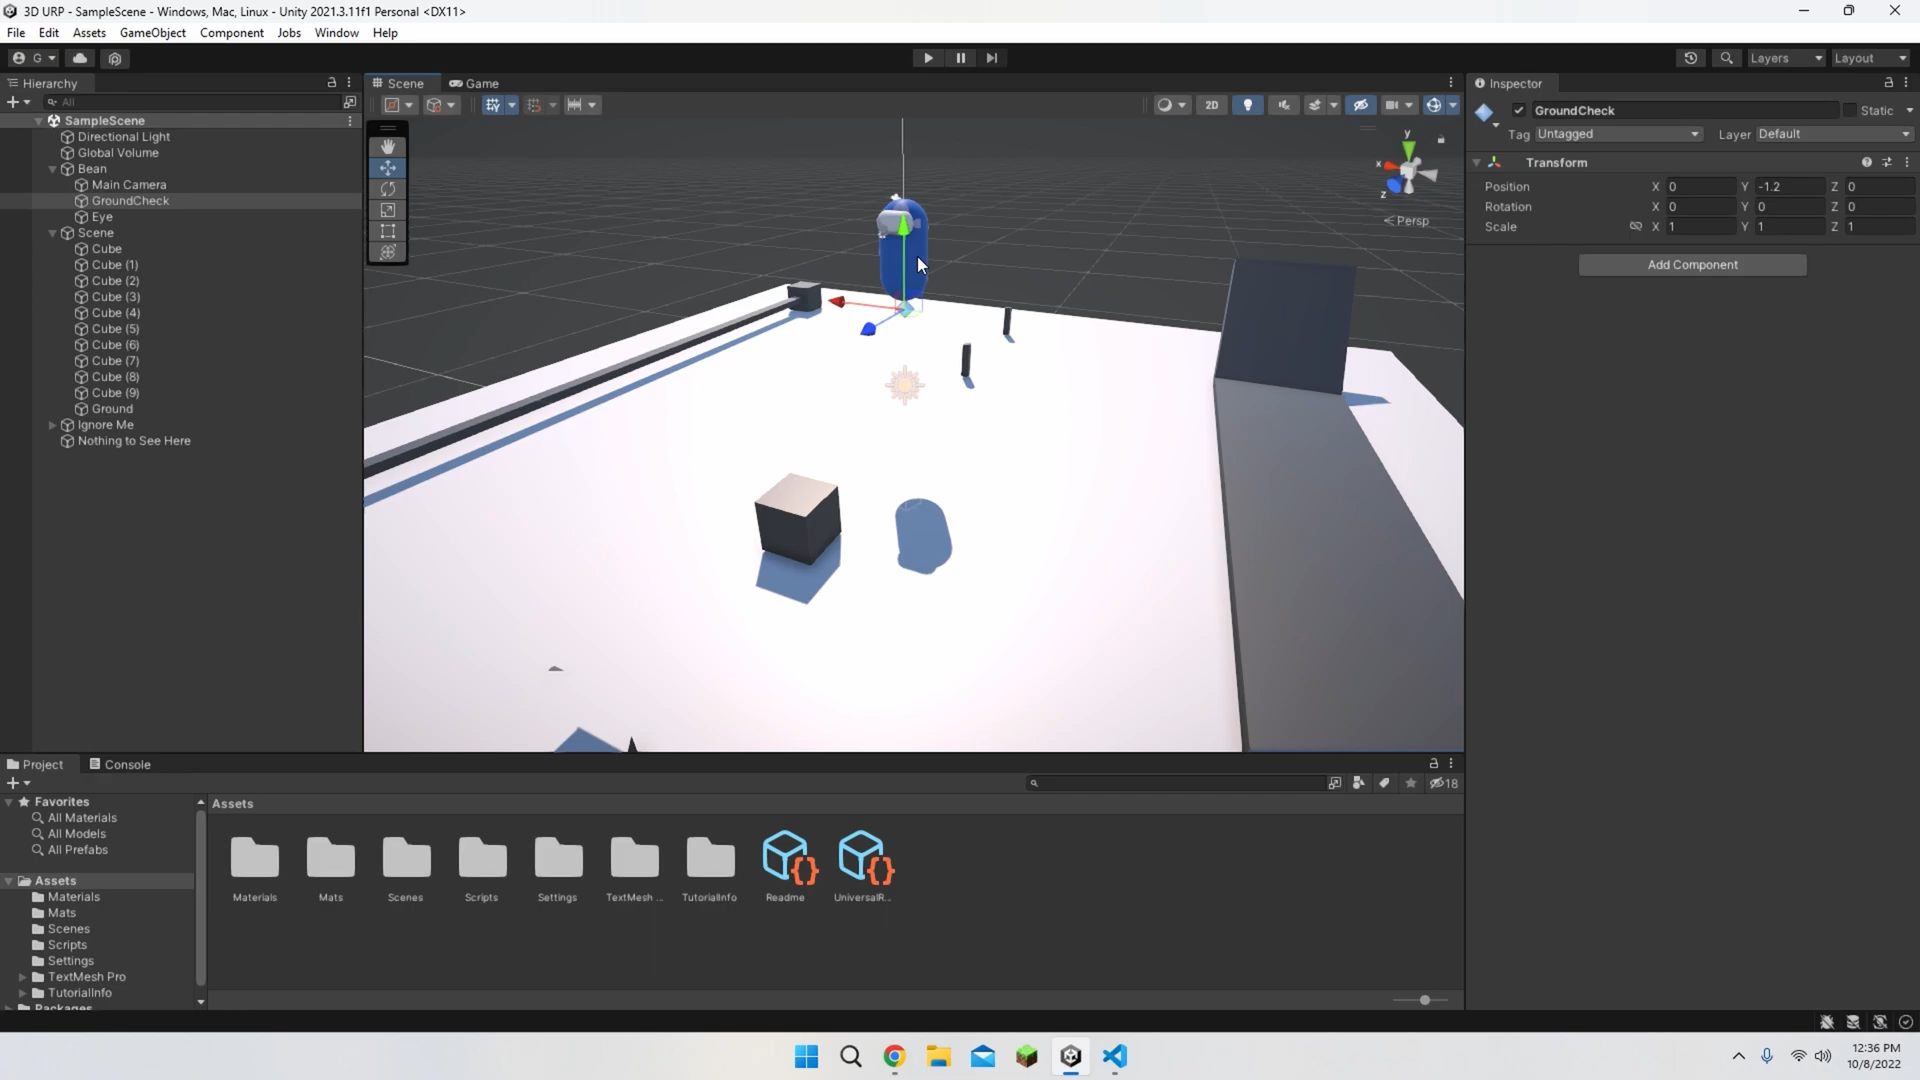 3D URP - SampleScene - Windows, Mac, Linux - Unity 2021.3.11f1 Personal <DX11>
File Edit Assets GameObject Component Jobs Window Help
G
Layers
Layout
Hierarchy
All
SampleScene
Directional Light
Global Volume
Bean
Main Camera
GroundCheck
Eye
Scene
Cube
Cube (1)
Cube (2)
Cube (3)
Cube (4)
Cube (5)
Cube (6)
Cube (7)
Cube (8)
Cube (9)
Ground
Ignore Me
Nothing to See Here
Scene Game
2D
y
x
z
Persp
Inspector
GroundCheck Static
Tag Untagged Layer Default
Transform
Position X 0 Y -1.2 Z 0
Rotation X 0 Y 0 Z 0
Scale X 1 Y 1 Z 1
Add Component
Project Console
18
Favorites
All Materials
All Models
All Prefabs
Assets
Materials
Mats
Scenes
Scripts
Settings
TextMesh Pro
TutorialInfo
Packages
Assets
Materials Mats Scenes Scripts Settings TextMesh ... TutorialInfo Readme UniversalR...
12:36 PM
10/8/2022